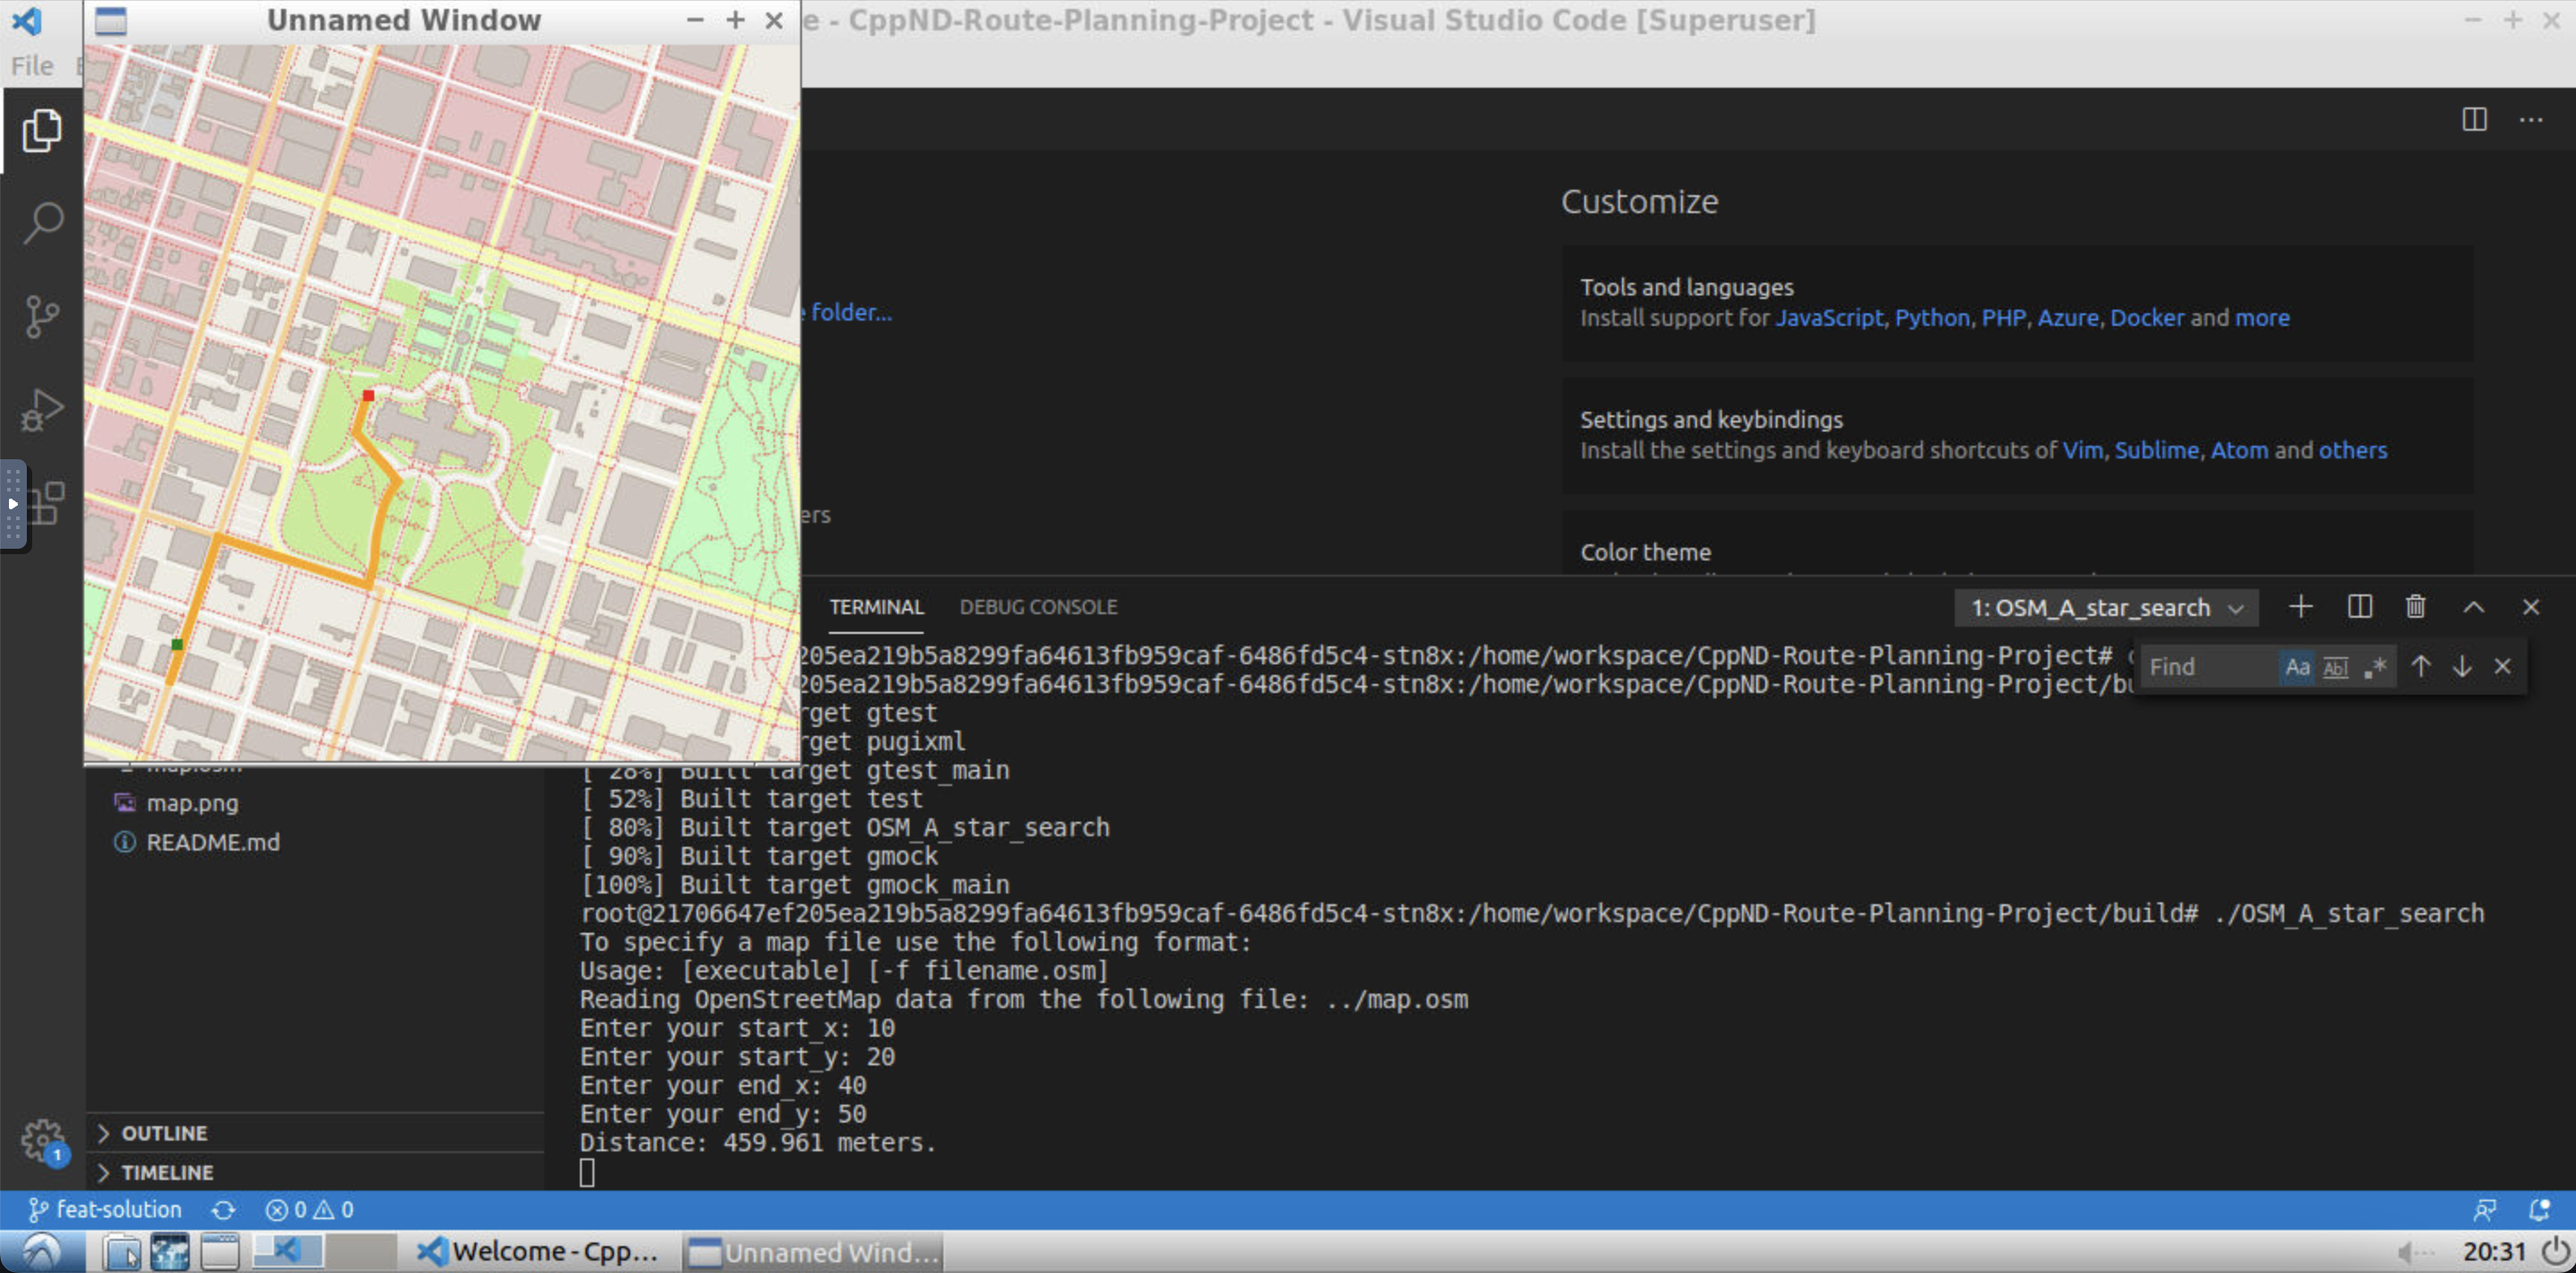 Unnamed Window
e - CppND-Route-Planning-Project - Visual Studio Code [Superuser]
File
Customize
Tools and languages
Install support for JavaScript, Python, PHP, Azure, Docker and more
folder...
Settings and keybindings
Install the settings and keyboard shortcuts of Vim, Sublime, Atom and others
ers
Color theme
TERMINAL
DEBUG CONSOLE
1: OSM_A_star_search
205ea219b5a8299fa64613fb959caf-6486fd5c4-stn8x:/home/workspace/CppND-Route-Planning-Project#
Find
Aa
Abl
.*
205ea219b5a8299fa64613fb959caf-6486fd5c4-stn8x:/home/workspace/CppND-Route-Planning-Project/bu
rget gtest
rget pugixml
[ 28%] Built target gtest_main
[ 52%] Built target test
[ 80%] Built target OSM_A_star_search
[ 90%] Built target gmock
[100%] Built target gmock_main
root@21706647ef205ea219b5a8299fa64613fb959caf-6486fd5c4-stn8x:/home/workspace/CppND-Route-Planning-Project/build# ./OSM_A_star_search
To specify a map file use the following format:
Usage: [executable] [-f filename.osm]
Reading OpenStreetMap data from the following file: ../map.osm
Enter your start_x: 10
Enter your start_y: 20
Enter your end_x: 40
Enter your end_y: 50
Distance: 459.961 meters.
map.osm
map.png
README.md
OUTLINE
TIMELINE
1
feat-solution
0
0
Welcome - Cpp...
Unnamed Wind...
20:31